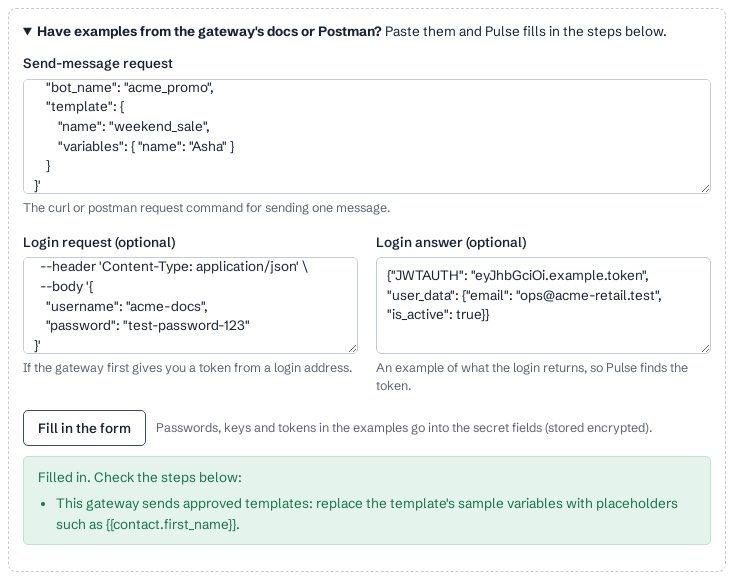 ▼ Have examples from the gateway's docs or Postman? Paste them and Pulse fills in the steps below.
Send-message request
"bot_name": "acme_promo",
"template": {
"name": "weekend_sale",
"variables": { "name": "Asha" }
}
}'
The curl or postman request command for sending one message.
Login request (optional)
--header 'Content-Type: application/json' \
--body '{
"username": "acme-docs",
"password": "test-password-123"
}'
If the gateway first gives you a token from a login address.
Login answer (optional)
{"JWTAUTH": "eyJhbGciOi.example.token",
"user_data": {"email": "ops@acme-retail.test",
"is_active": true}}
An example of what the login returns, so Pulse finds the
token.
Fill in the form
Passwords, keys and tokens in the examples go into the secret fields (stored encrypted).
Filled in. Check the steps below:
• This gateway sends approved templates: replace the template's sample variables with placeholders
such as {{contact.first_name}}.